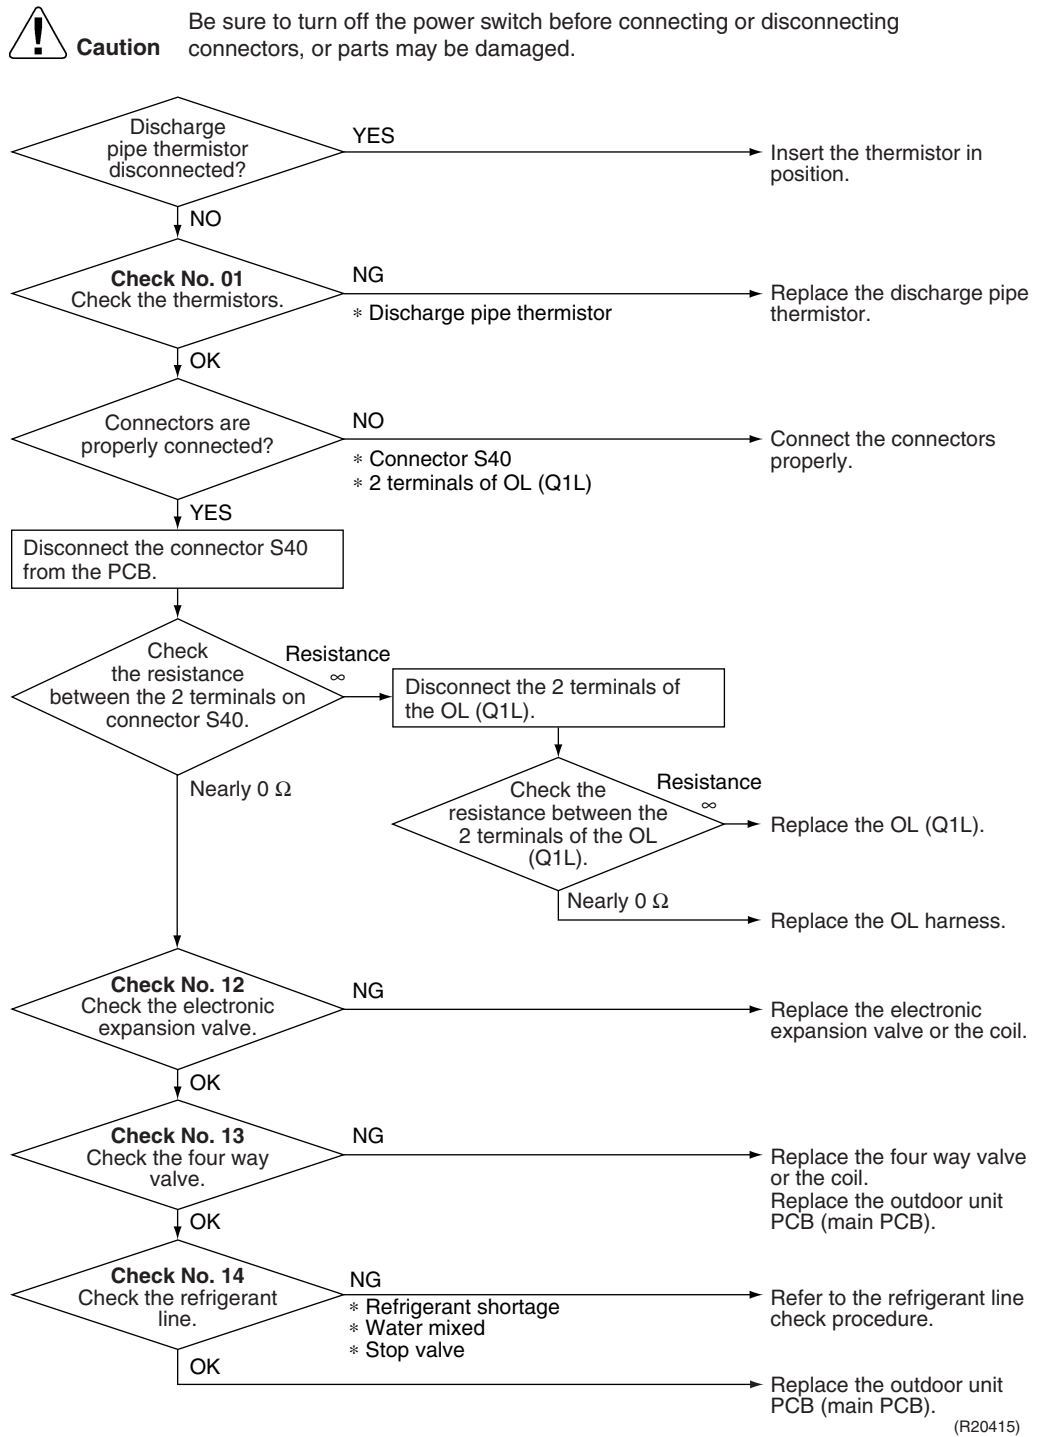 Caution
Be sure to turn off the power switch before connecting or disconnecting
connectors, or parts may be damaged.
Discharge
pipe thermistor
disconnected?
YES
Insert the thermistor in
position.
NO
Check No. 01
Check the thermistors.
NG
* Discharge pipe thermistor
Replace the discharge pipe
thermistor.
OK
Connectors are
properly connected?
NO
* Connector S40
* 2 terminals of OL (Q1L)
Connect the connectors
properly.
YES
Disconnect the connector S40
from the PCB.
Check
the resistance
between the 2 terminals on
connector S40.
Resistance
∞
Disconnect the 2 terminals of
the OL (Q1L).
Nearly 0 Ω
Check the
resistance between the
2 terminals of the OL
(Q1L).
Resistance
∞
Replace the OL (Q1L).
Nearly 0 Ω
Replace the OL harness.
Check No. 12
Check the electronic
expansion valve.
NG
Replace the electronic
expansion valve or the coil.
OK
Check No. 13
Check the four way
valve.
NG
Replace the four way valve
or the coil.
Replace the outdoor unit
PCB (main PCB).
OK
Check No. 14
Check the refrigerant
line.
NG
* Refrigerant shortage
* Water mixed
* Stop valve
Refer to the refrigerant line
check procedure.
OK
Replace the outdoor unit
PCB (main PCB).
(R20415)